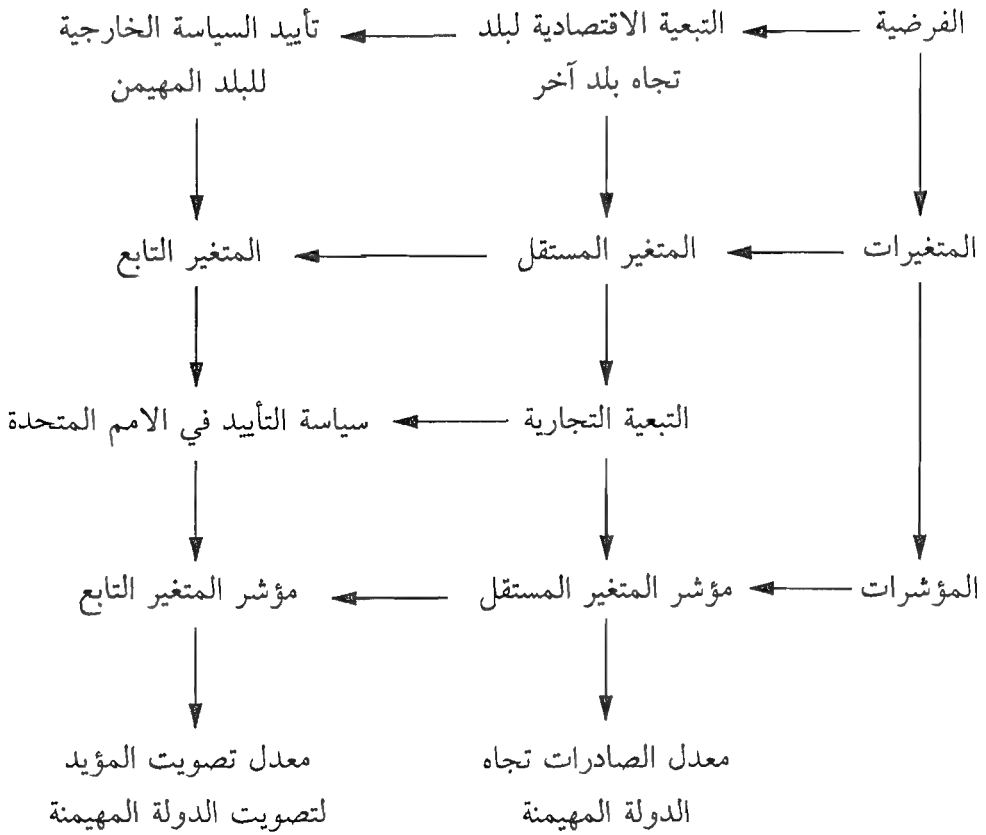 الفرضية
التبعية الاقتصادية لبلد
تجاه بلد آخر
تأييد السياسة الخارجية
للبلد المهيمن
المتغيرات
المتغير المستقل
المتغير التابع
التبعية التجارية
سياسة التأييد في الامم المتحدة
المؤشرات
مؤشر المتغير المستقل
مؤشر المتغير التابع
معدل الصادرات تجاه
الدولة المهيمنة
معدل تصويت المؤيد
لتصويت الدولة المهيمنة